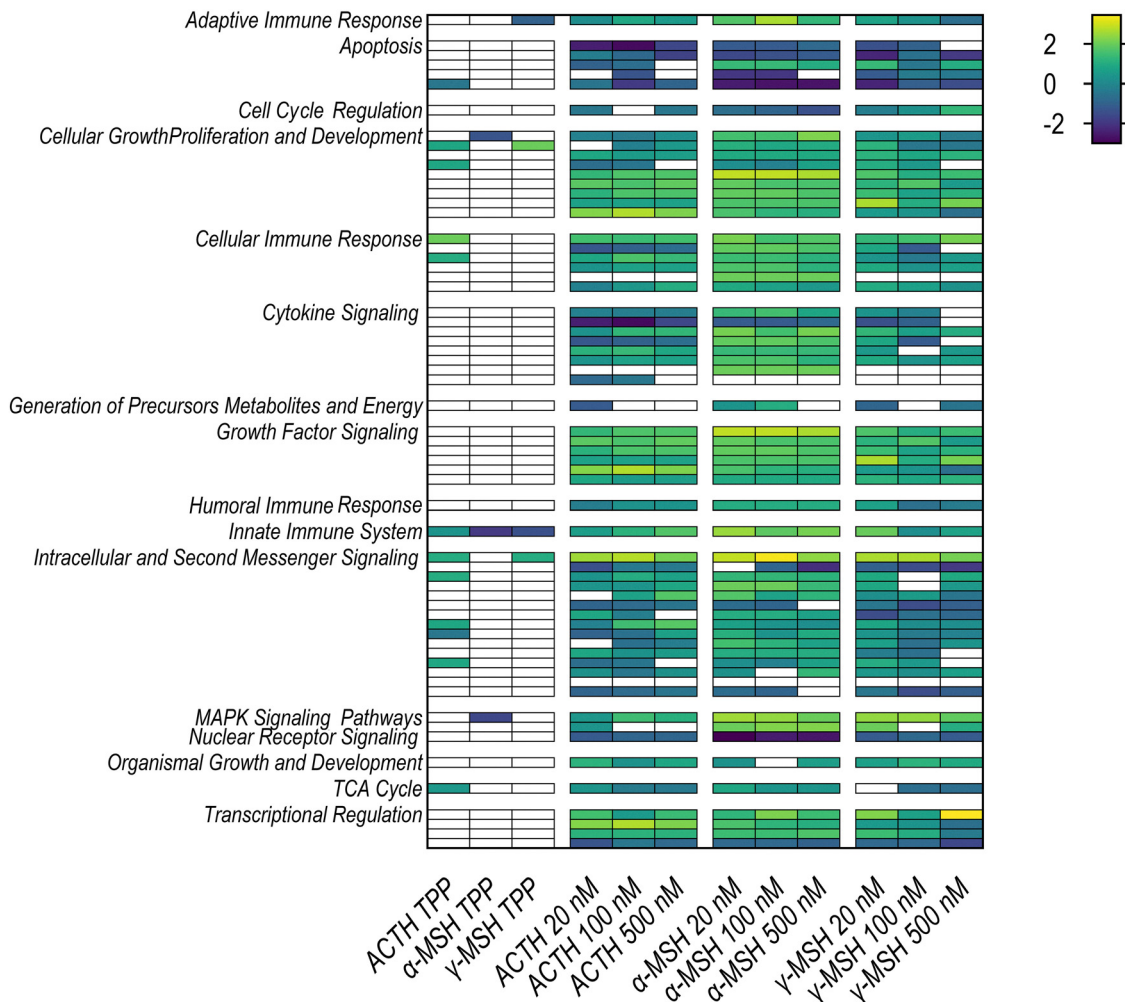 Adaptive Immune Response
Apoptosis
Cell Cycle Regulation
Cellular GrowthProliferation and Development
Cellular Immune Response
Cytokine Signaling
Generation of Precursors Metabolites and Energy
Growth Factor Signaling
Humoral Immune Response
Innate Immune System
Intracellular and Second Messenger Signaling
MAPK Signaling Pathways
Nuclear Receptor Signaling
Organismal Growth and Development
TCA Cycle
Transcriptional Regulation
2
0
-2
ACTH TPP
α-MSH TPP
γ-MSH TPP
ACTH 20 nM
ACTH 100 nM
ACTH 500 nM
α-MSH 20 nM
α-MSH 100 nM
α-MSH 500 nM
γ-MSH 20 nM
γ-MSH 100 nM
γ-MSH 500 nM